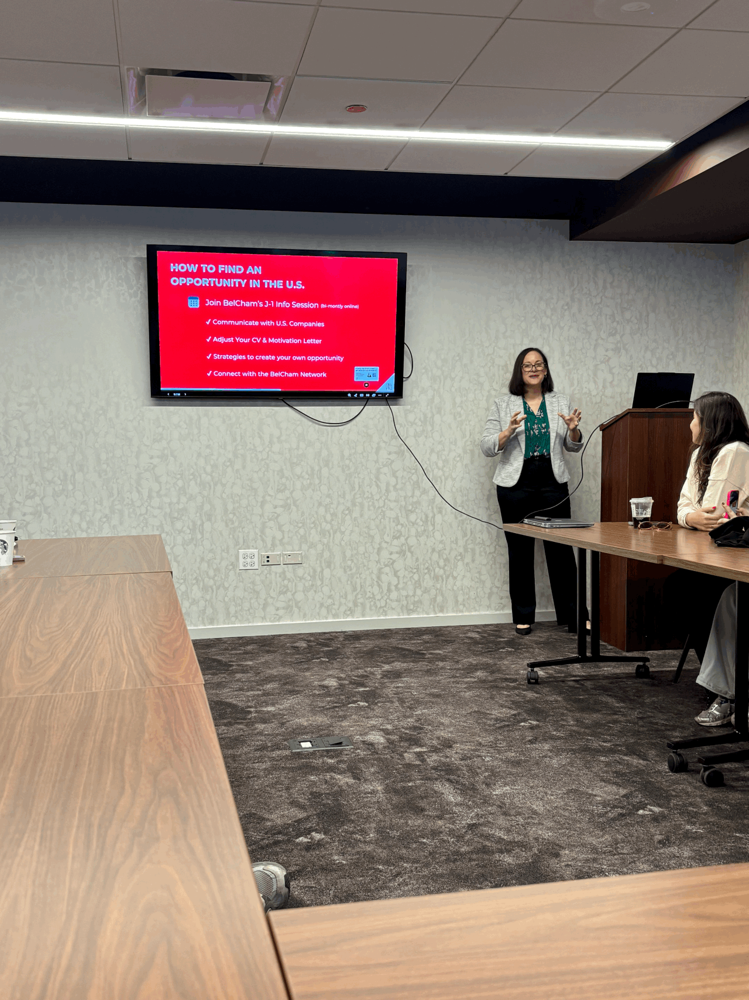 HOW TO FIND AN
OPPORTUNITY IN THE U.S.
Join BelCham's J-1 Info Session (bi-montly online)
✓ Communicate with U.S. Companies
✓ Adjust Your CV & Motivation Letter
✓ Strategies to create your own opportunity
✓ Connect with the BelCham Network